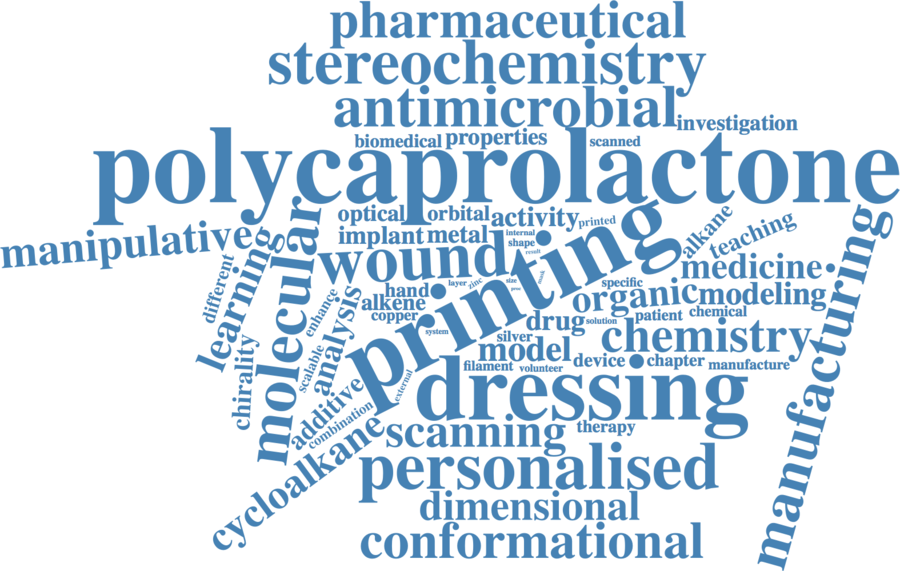 pharmaceutical
stereochemistry
antimicrobial
investigation
biomedical
properties
scanned
polycaprolactone
optical
orbital
activity
printed
manipulative
implant
metal
internal
shape
result
alkane
teaching
wound
printing
medicine
different
learning
molecular
hand
layer
zinc
size
specific
organic
modeling
alkene
copper
enhance
analysis
drug
solution
patient
chemical
system
silver
chemistry
manufacturing
model
device
chapter
manufacture
filament
volunteer
scalable
chirality
external
additive
combination
dressing
cycloalkane
scanning
therapy
personalised
dimensional
conformational